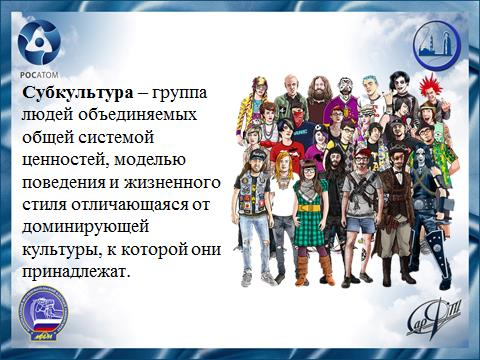 РОСАТОМ
Субкультура – группа
людей объединяемых
общей системой
ценностей, моделью
поведения и жизненного
стиля отличающаяся от
доминирующей
культуры, к которой они
принадлежат.
СарФТИ